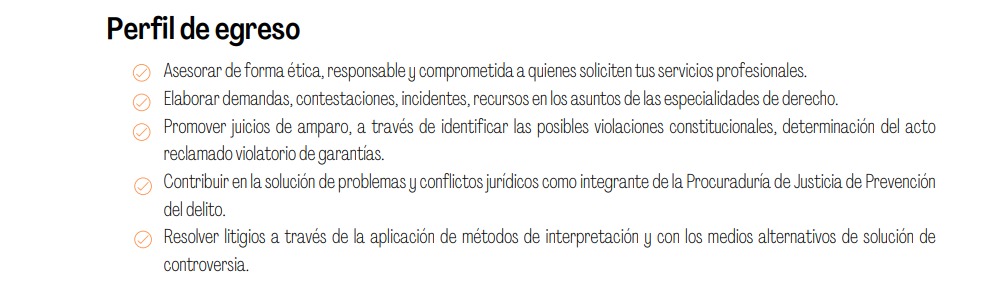 Perfil de egreso
Asesorar de forma ética, responsable y comprometida a quienes soliciten tus servicios profesionales.
Elaborar demandas, contestaciones, incidentes, recursos en los asuntos de las especialidades de derecho.
Promover juicios de amparo, a través de identificar las posibles violaciones constitucionales, determinación del acto
reclamado violatorio de garantías.
Contribuir en la solución de problemas y conflictos jurídicos como integrante de la Procuraduría de Justicia de Prevención
del delito.
Resolver litigios a través de la aplicación de métodos de interpretación y con los medios alternativos de solución de
controversia.